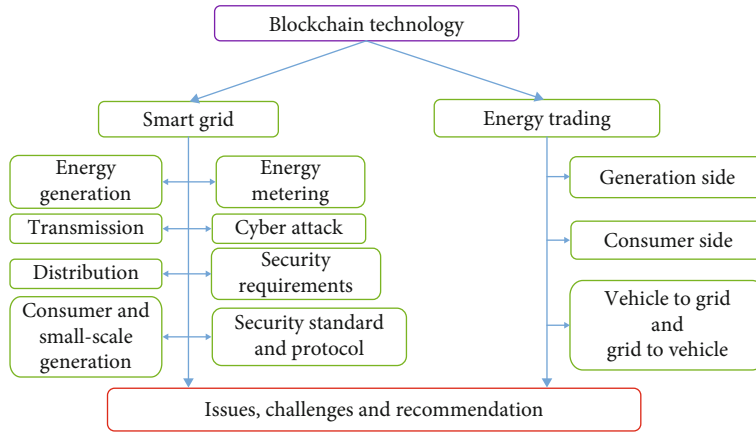 Blockchain technology
Smart grid
Energy trading
Energy
generation
Energy
metering
Transmission
Cyber attack
Distribution
Security
requirements
Consumer and
small-scale
generation
Security standard
and protocol
Generation side
Consumer side
Vehicle to grid
and
grid to vehicle
Issues, challenges and recommendation